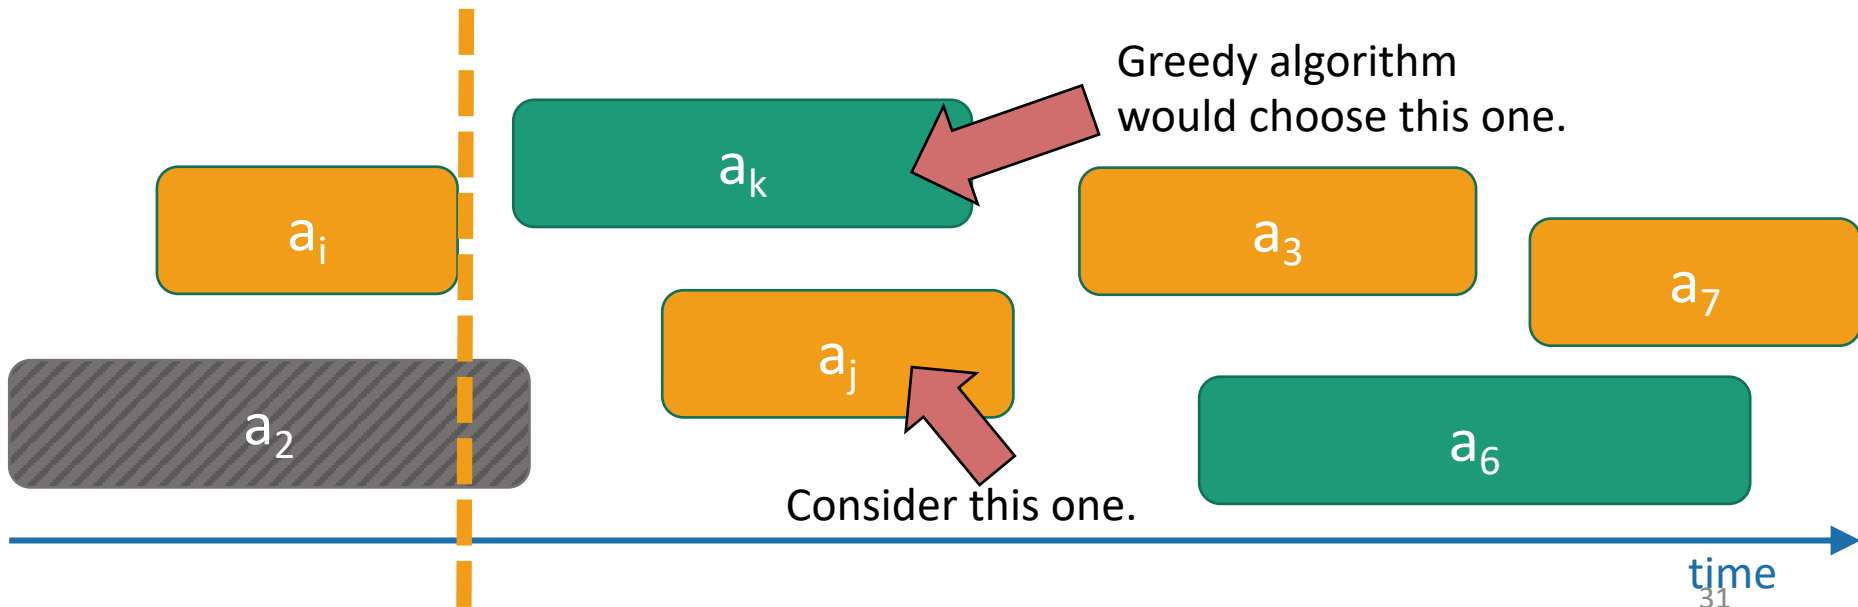 Greedy algorithm
would choose this one.
aₖ
aᵢ
a₃
a₇
aⱼ
a₂
a₆
Consider this one.
time
31